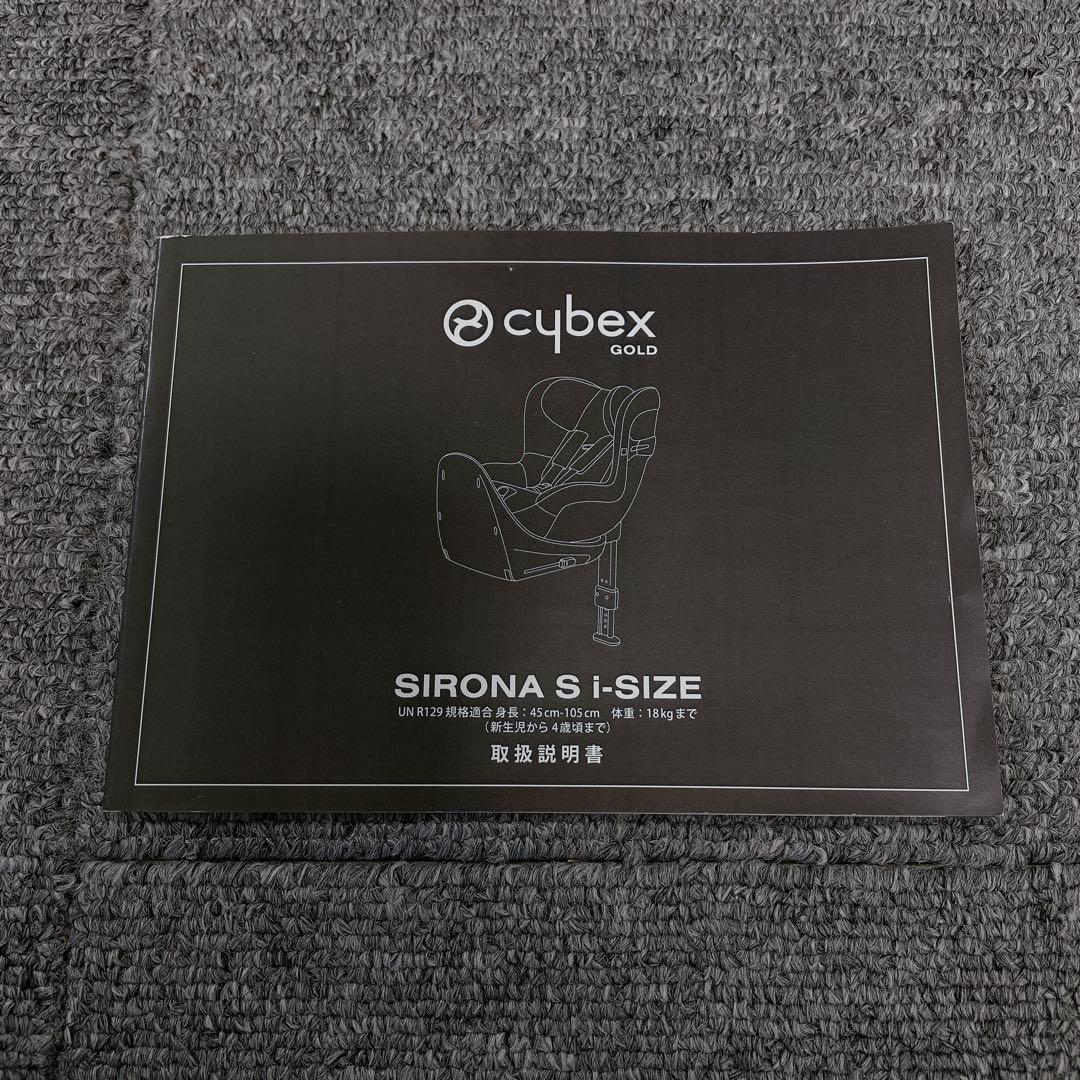 cybex
GOLD
SIRONA S i-SIZE
UN R129 規格適合 身長：45cm-105cm 体重：18kgまで
（新生児から4歳頃まで）
取扱説明書